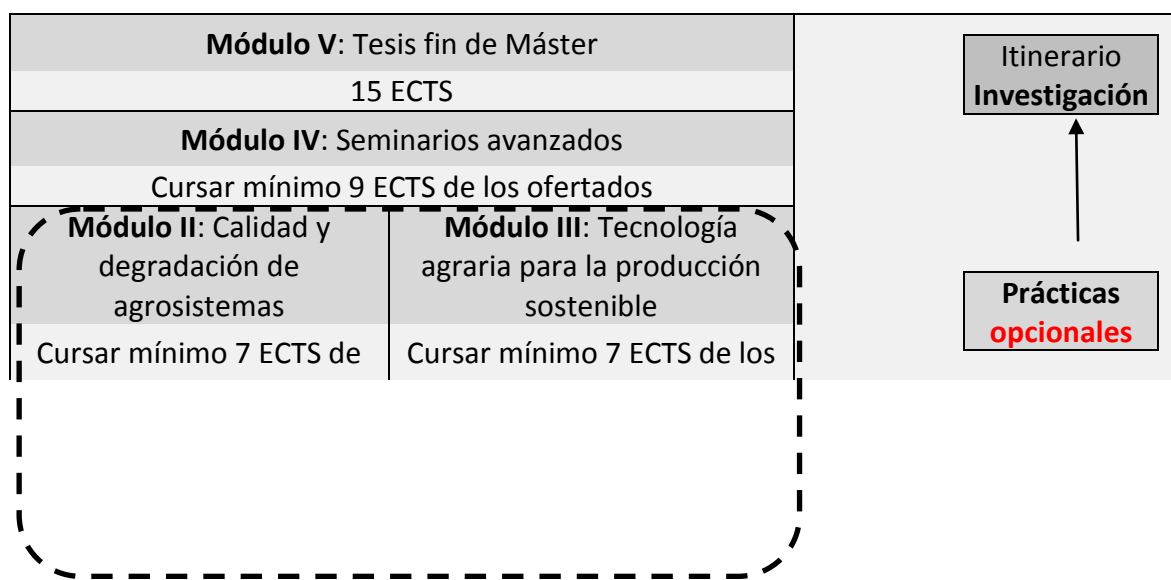 Módulo V: Tesis fin de Máster
15 ECTS
Módulo IV: Seminarios avanzados
Cursar mínimo 9 ECTS de los ofertados
Módulo II: Calidad y
degradación de
agrosistemas
Cursar mínimo 7 ECTS de
Módulo III: Tecnología
agraria para la producción
sostenible
Cursar mínimo 7 ECTS de los
Itinerario
Investigación
Prácticas
opcionales